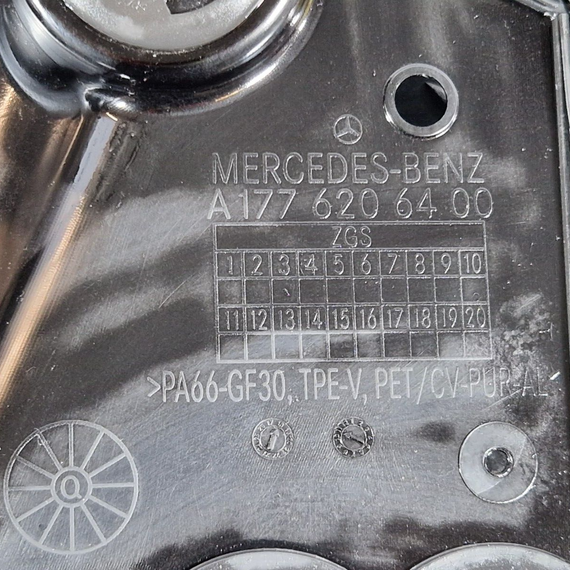 MERCEDES-BENZ
A 177 620 64 00
ZGS
1 2 3 4 5 6 7 8 9 10
11 12 13 14 15 16 17 18 19 20
>PA66-GF30, TPE-V, PET/CV-PUR-AL<
Q